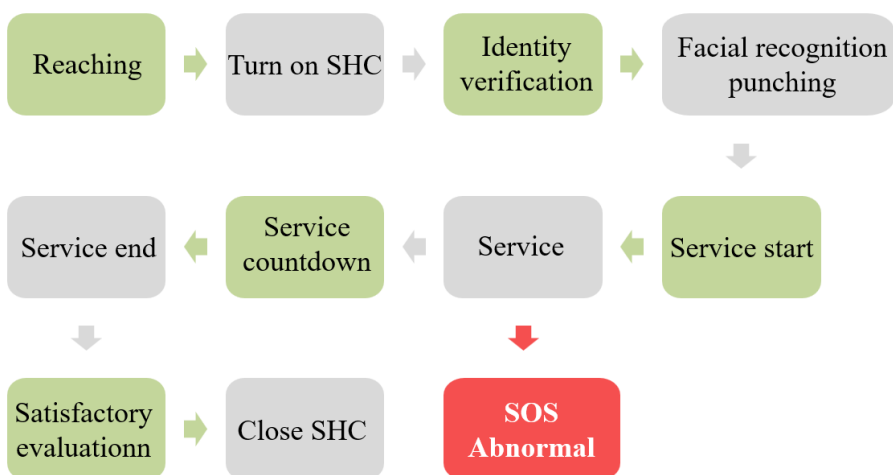 Reaching
Turn on SHC
Identity
verification
Facial recognition
punching
Service end
Service
countdown
Service
Service start
Satisfactory
evaluationn
Close SHC
SOS
Abnormal